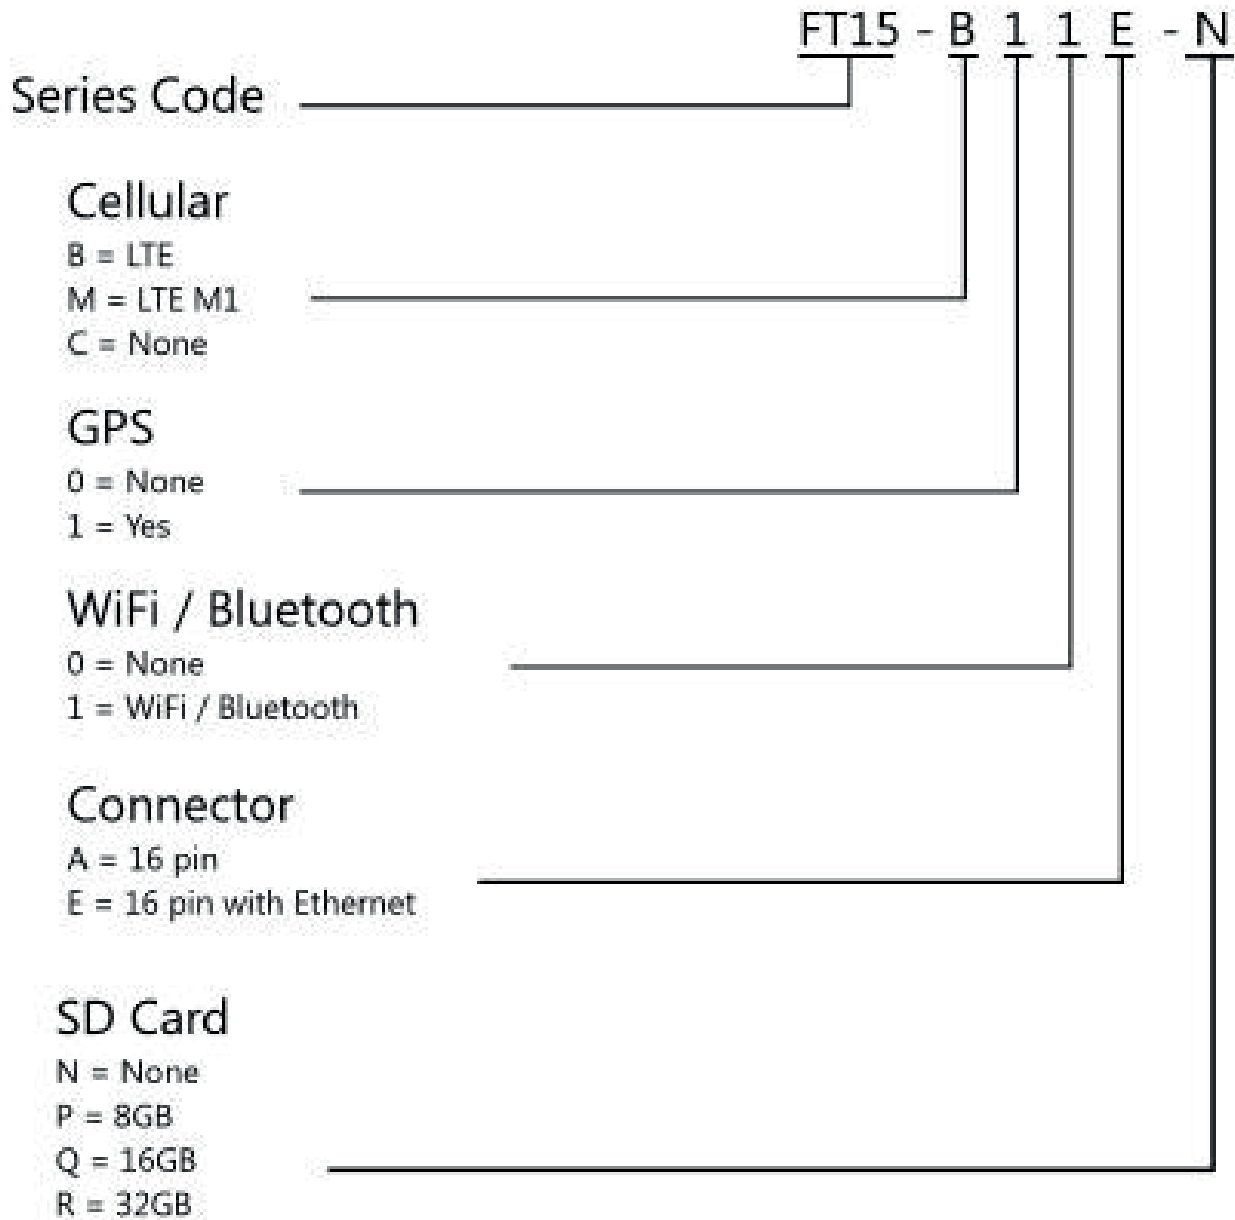 FT15 - B 1 1 E - N
Series Code
Cellular
B = LTE
M = LTE M1
C = None
GPS
0 = None
1 = Yes
WiFi / Bluetooth
0 = None
1 = WiFi / Bluetooth
Connector
A = 16 pin
E = 16 pin with Ethernet
SD Card
N = None
P = 8GB
Q = 16GB
R = 32GB